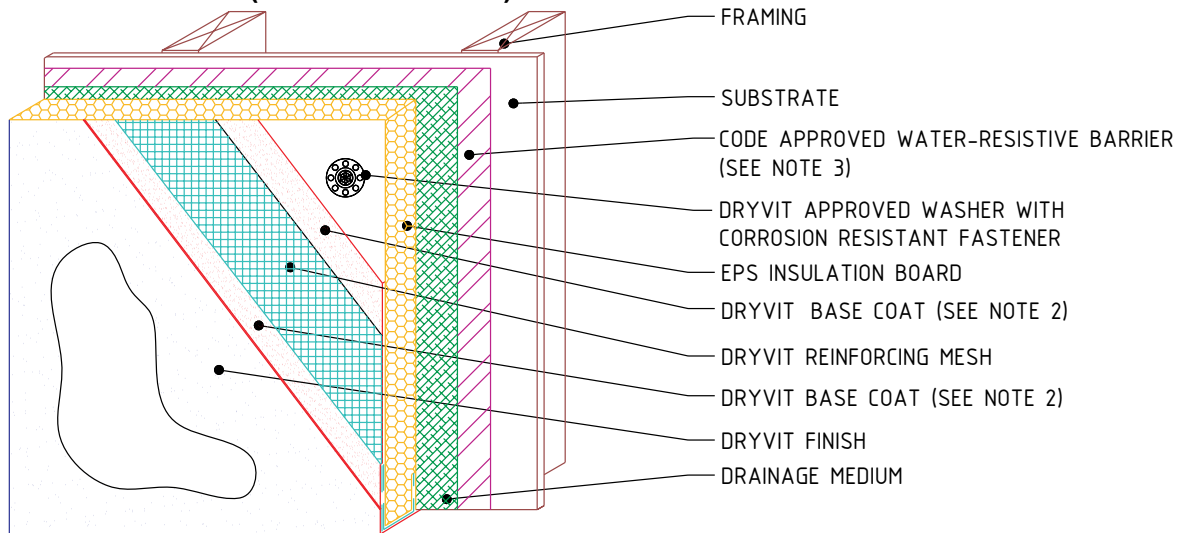 FRAMING
SUBSTRATE
CODE APPROVED WATER-RESISTIVE BARRIER
(SEE NOTE 3)
DRYVIT APPROVED WASHER WITH
CORROSION RESISTANT FASTENER
EPS INSULATION BOARD
DRYVIT BASE COAT (SEE NOTE 2)
DRYVIT REINFORCING MESH
DRYVIT BASE COAT (SEE NOTE 2)
DRYVIT FINISH
DRAINAGE MEDIUM